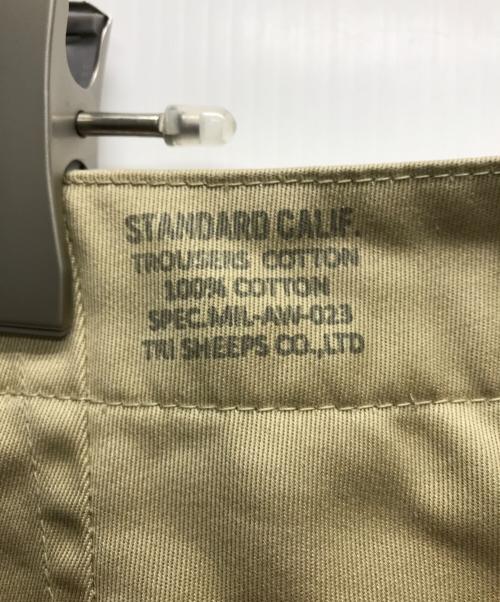 STANDARD CALIF.
TROUSERS COTTON
100% COTTON
SPEC.MIL-AW-023
TRI SHEEPS CO.,LTD